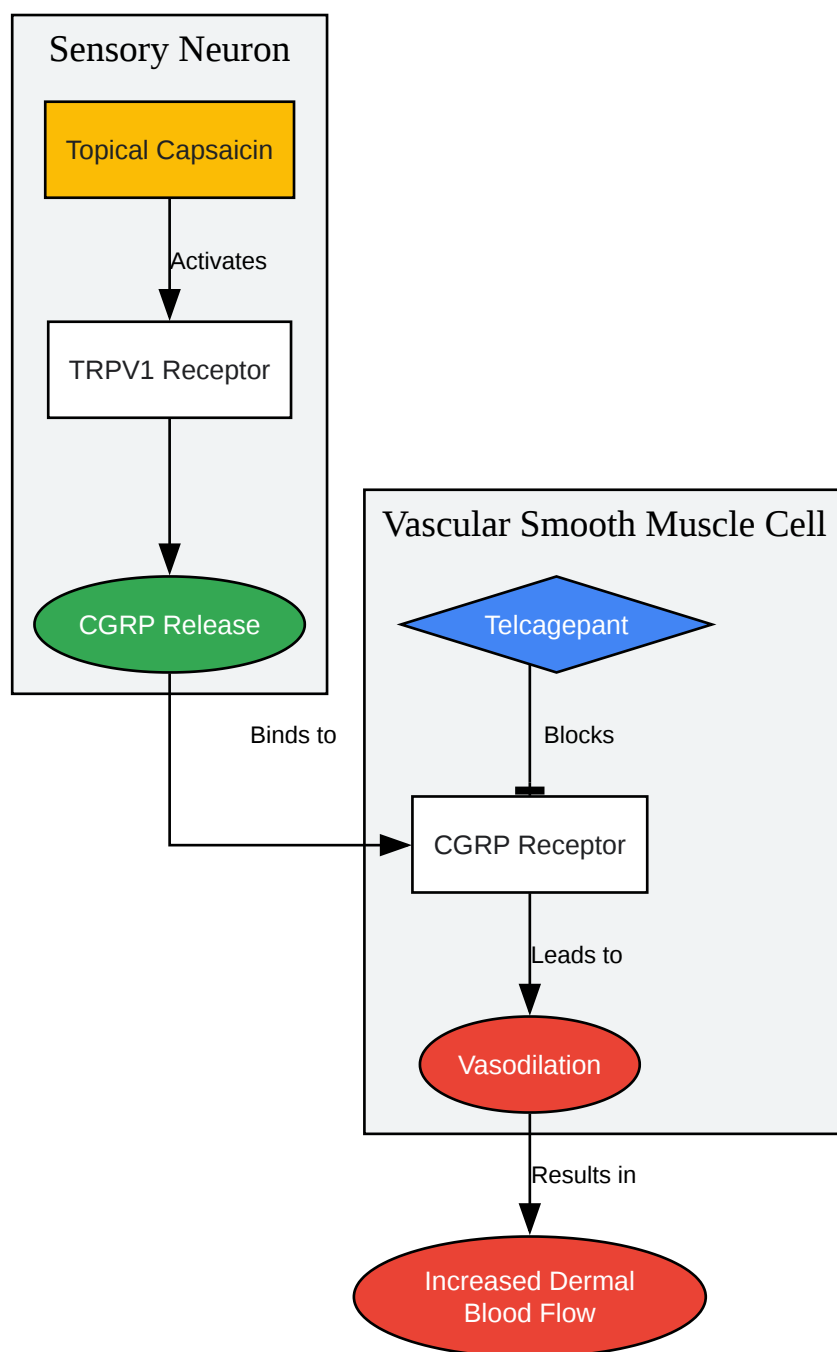 Sensory Neuron
Topical Capsaicin
Activates
TRPV1 Receptor
CGRP Release
Binds to
Vascular Smooth Muscle Cell
Telcagepant
Blocks
CGRP Receptor
Leads to
Vasodilation
Results in
Increased Dermal
Blood Flow